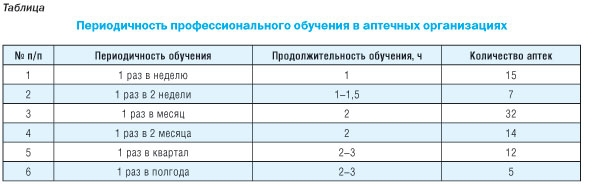 Таблица
Периодичность профессионального обучения в аптечных организациях
№ п/п Периодичность обучения Продолжительность обучения, ч Количество аптек
1 1 раз в неделю 1 15
2 1 раз в 2 недели 1–1,5 7
3 1 раз в месяц 2 32
4 1 раз в 2 месяца 2 14
5 1 раз в квартал 2–3 12
6 1 раз в полгода 2–3 5